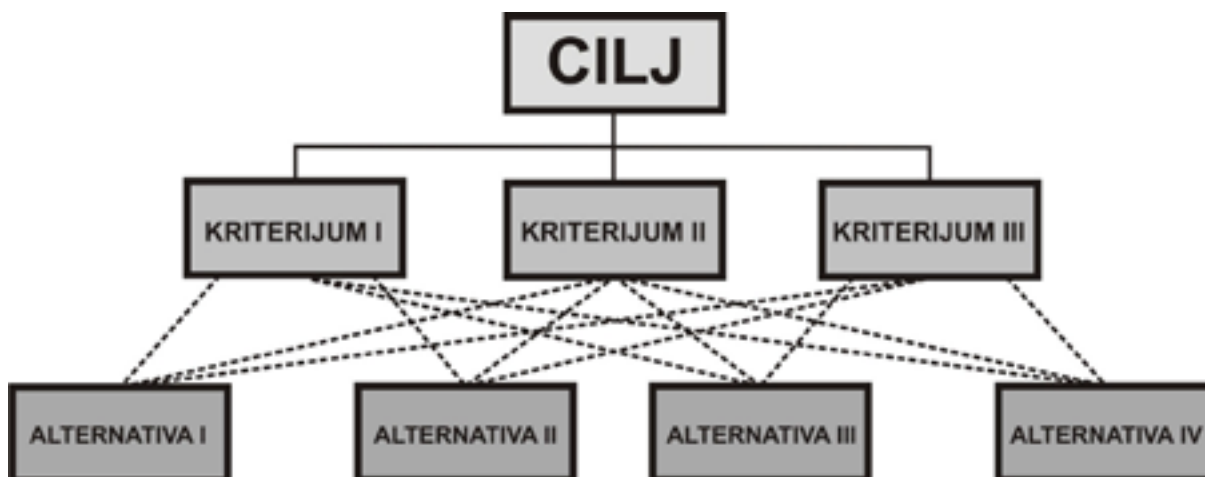 CILJ
KRITERIJUM I
KRITERIJUM II
KRITERIJUM III
ALTERNATIVA I
ALTERNATIVA II
ALTERNATIVA III
ALTERNATIVA IV